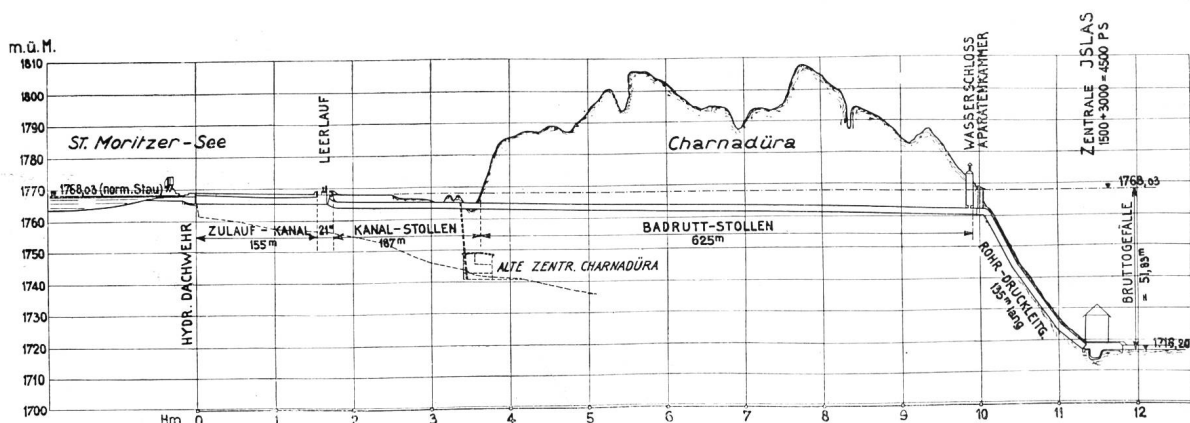 m.ü.M.
1810
1800
1790
1780
1770
1760
1750
1740
1730
1720
1710
1700
ST. Moritzer-See
1768,03 (norm. Stau)
HYDR. DACHWEHR
LEERLAUF
ZULAUF-KANAL
155m
21m
KANAL-STOLLEN
187m
ALTE ZENTR. CHARNADÜRA
Charnadüra
BADRUTT-STOLLEN
625m
WASSERSCHLOSS
APARATENKAMMER
ROHR-DRUCKLEITG.
135m lang
ZENTRALE JSLAS
1500+3000=4500 PS
1768,03
BRUTTOGEFÄLLE
= 51,83m
1716,20
Hm 0 1 2 3 4 5 6 7 8 9 10 11 12